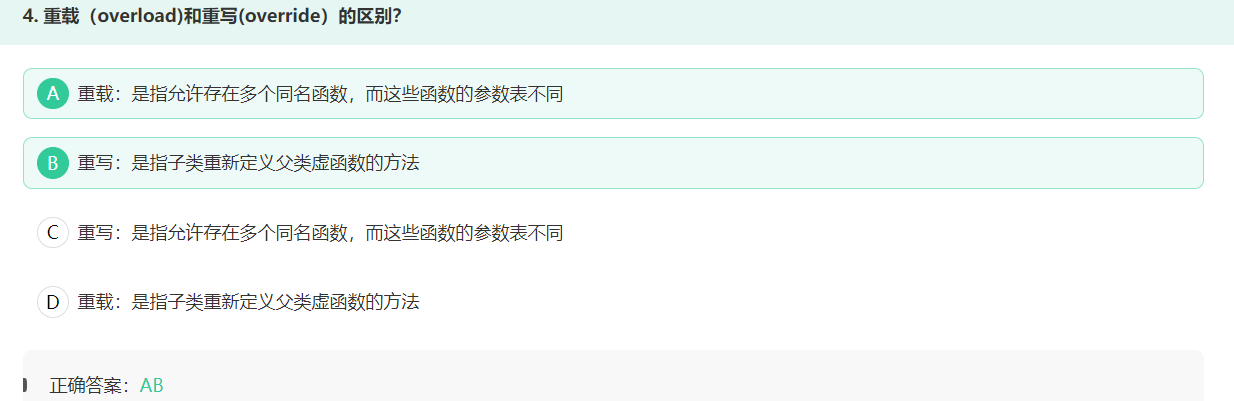 4. 重载（overload)和重写(override）的区别？
A 重载：是指允许存在多个同名函数，而这些函数的参数表不同
B 重写：是指子类重新定义父类虚函数的方法
C 重写：是指允许存在多个同名函数，而这些函数的参数表不同
D 重载：是指子类重新定义父类虚函数的方法
正确答案：AB